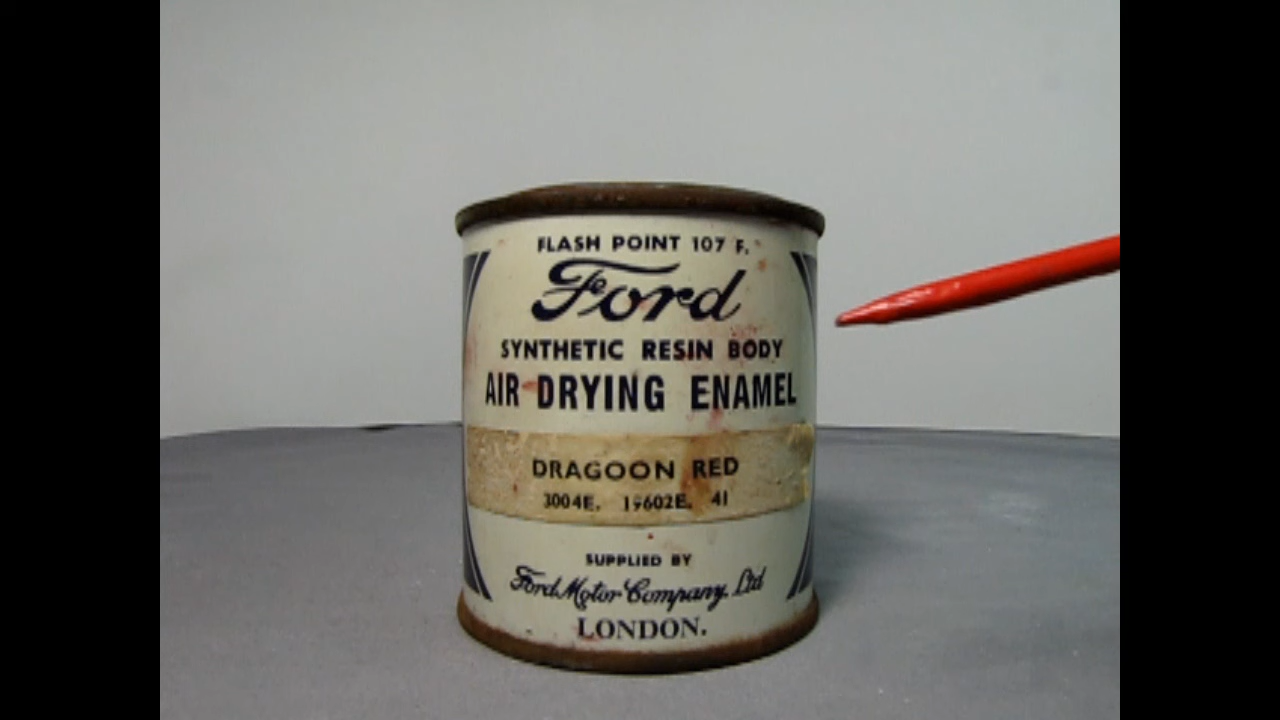 FLASH POINT 107 F.
Ford
SYNTHETIC RESIN BODY
AIR DRYING ENAMEL
DRAGOON RED
3004E. 19602E. 41
SUPPLIED BY
Ford Motor Company. Ltd
LONDON.